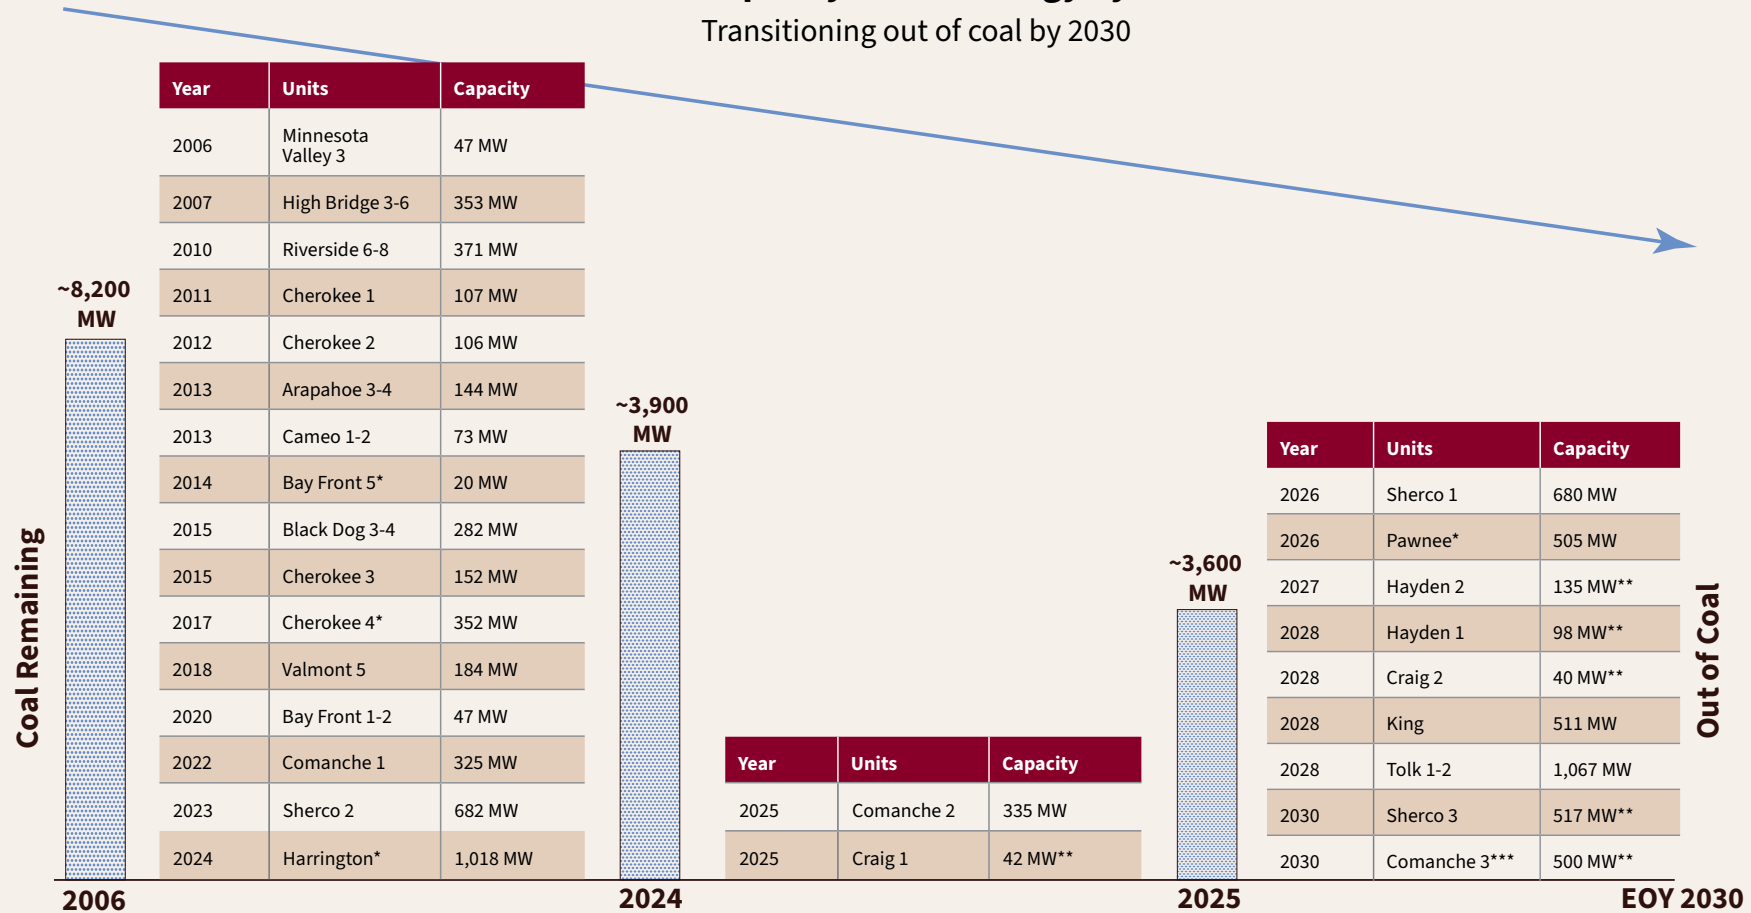 Transitioning out of coal by 2030
Coal Remaining
~8,200
MW
2006
Year Units Capacity
2006 Minnesota
Valley 3 47 MW
2007 High Bridge 3-6 353 MW
2010 Riverside 6-8 371 MW
2011 Cherokee 1 107 MW
2012 Cherokee 2 106 MW
2013 Arapahoe 3-4 144 MW
2013 Cameo 1-2 73 MW
2014 Bay Front 5* 20 MW
2015 Black Dog 3-4 282 MW
2015 Cherokee 3 152 MW
2017 Cherokee 4* 352 MW
2018 Valmont 5 184 MW
2020 Bay Front 1-2 47 MW
2022 Comanche 1 325 MW
2023 Sherco 2 682 MW
2024 Harrington* 1,018 MW
~3,900
MW
2024
Year Units Capacity
2025 Comanche 2 335 MW
2025 Craig 1 42 MW**
~3,600
MW
2025
Year Units Capacity
2026 Sherco 1 680 MW
2026 Pawnee* 505 MW
2027 Hayden 2 135 MW**
2028 Hayden 1 98 MW**
2028 Craig 2 40 MW**
2028 King 511 MW
2028 Tolk 1-2 1,067 MW
2030 Sherco 3 517 MW**
2030 Comanche 3*** 500 MW**
EOY 2030
Out of Coal